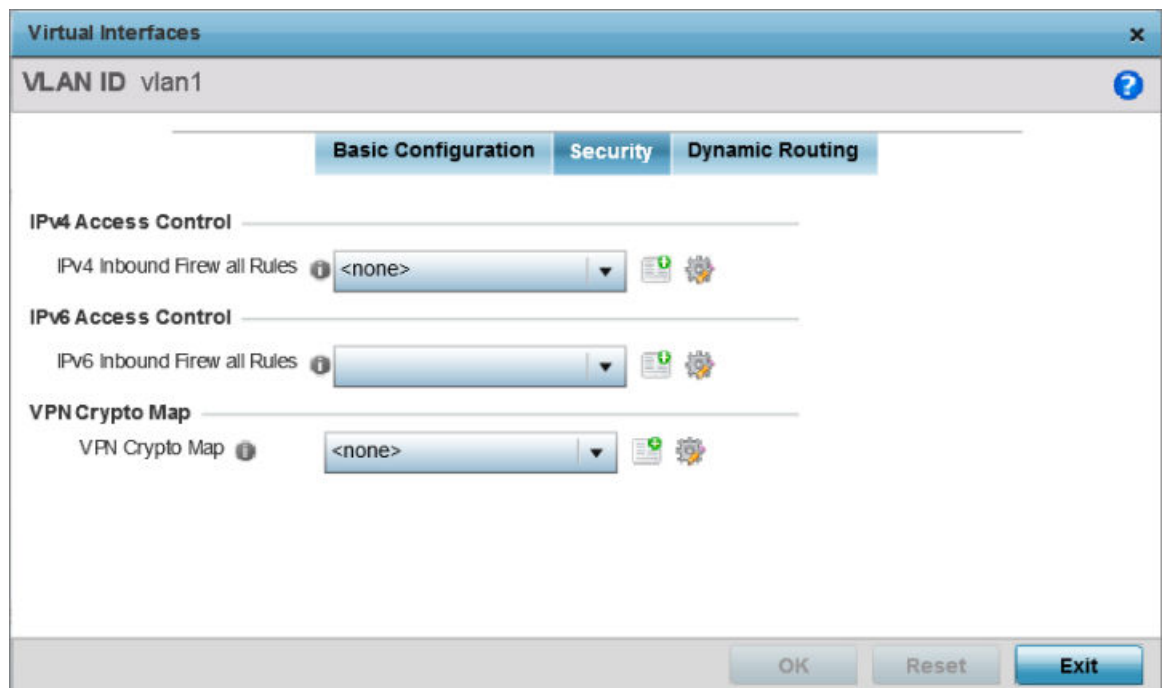 Virtual Interfaces
VLAN ID vlan1
Basic Configuration Security Dynamic Routing
IPv4 Access Control
IPv4 Inbound Firew all Rules <none>
IPv6 Access Control
IPv6 Inbound Firew all Rules
VPN Crypto Map
VPN Crypto Map <none>
OK Reset Exit